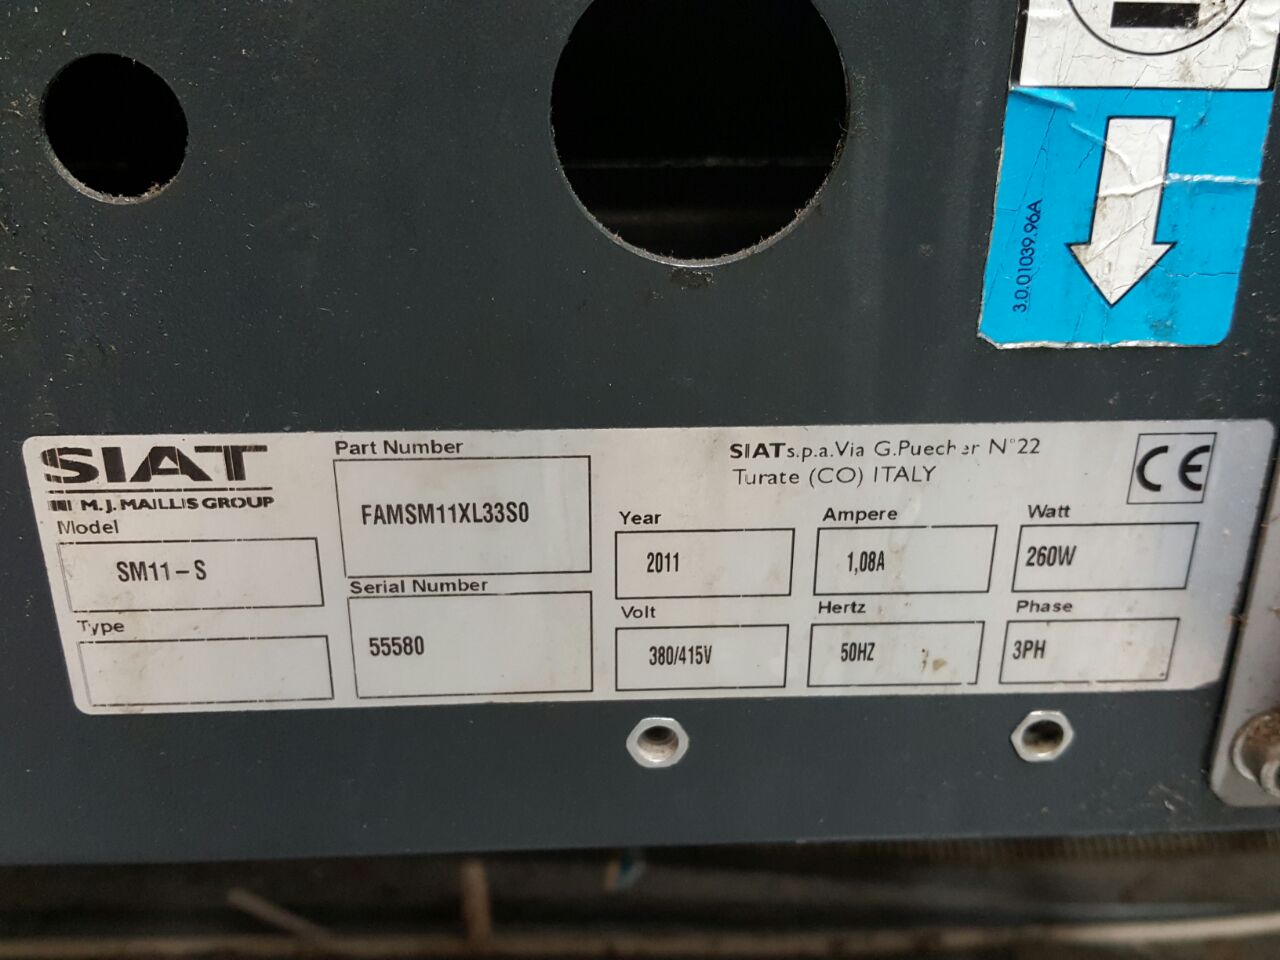 3.0.01039.96A
SIAT
M.J. MAILLIS GROUP
Model
SM11-S
Type
Part Number
FAMSM11XL33S0
Serial Number
55580
SIAT s.p.a. Via G.Puecher N°22
Turate (CO) ITALY
CE
Year
2011
Ampere
1,08A
Watt
260W
Volt
380/415V
Hertz
50HZ
Phase
3PH